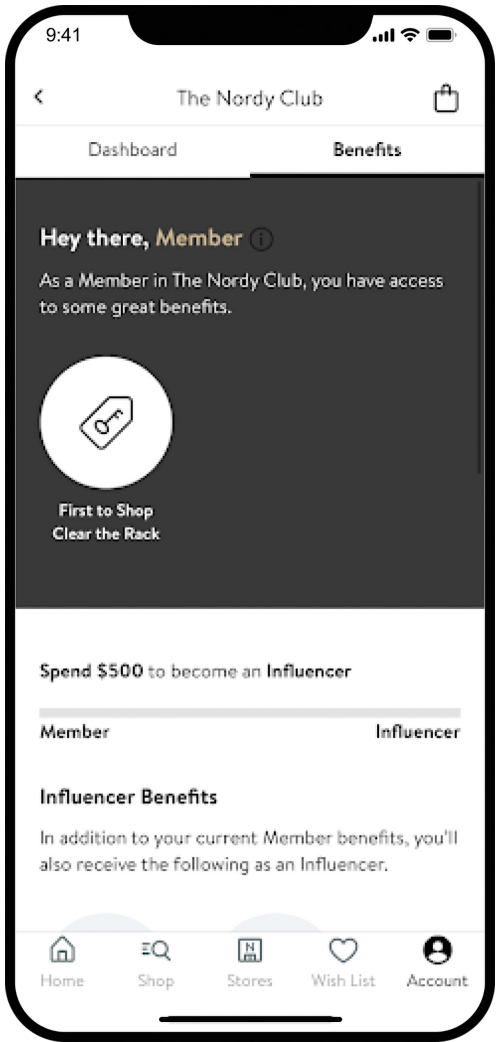 9:41
The Nordy Club
Dashboard
Benefits
Hey there, Member
As a Member in The Nordy Club, you have access
to some great benefits.
First to Shop
Clear the Rack
Spend $500 to become an Influencer
Member
Influencer
Influencer Benefits
In addition to your current Member benefits, you'll
also receive the following as an Influencer.
N
Home
Shop
Stores
Wish List
Account